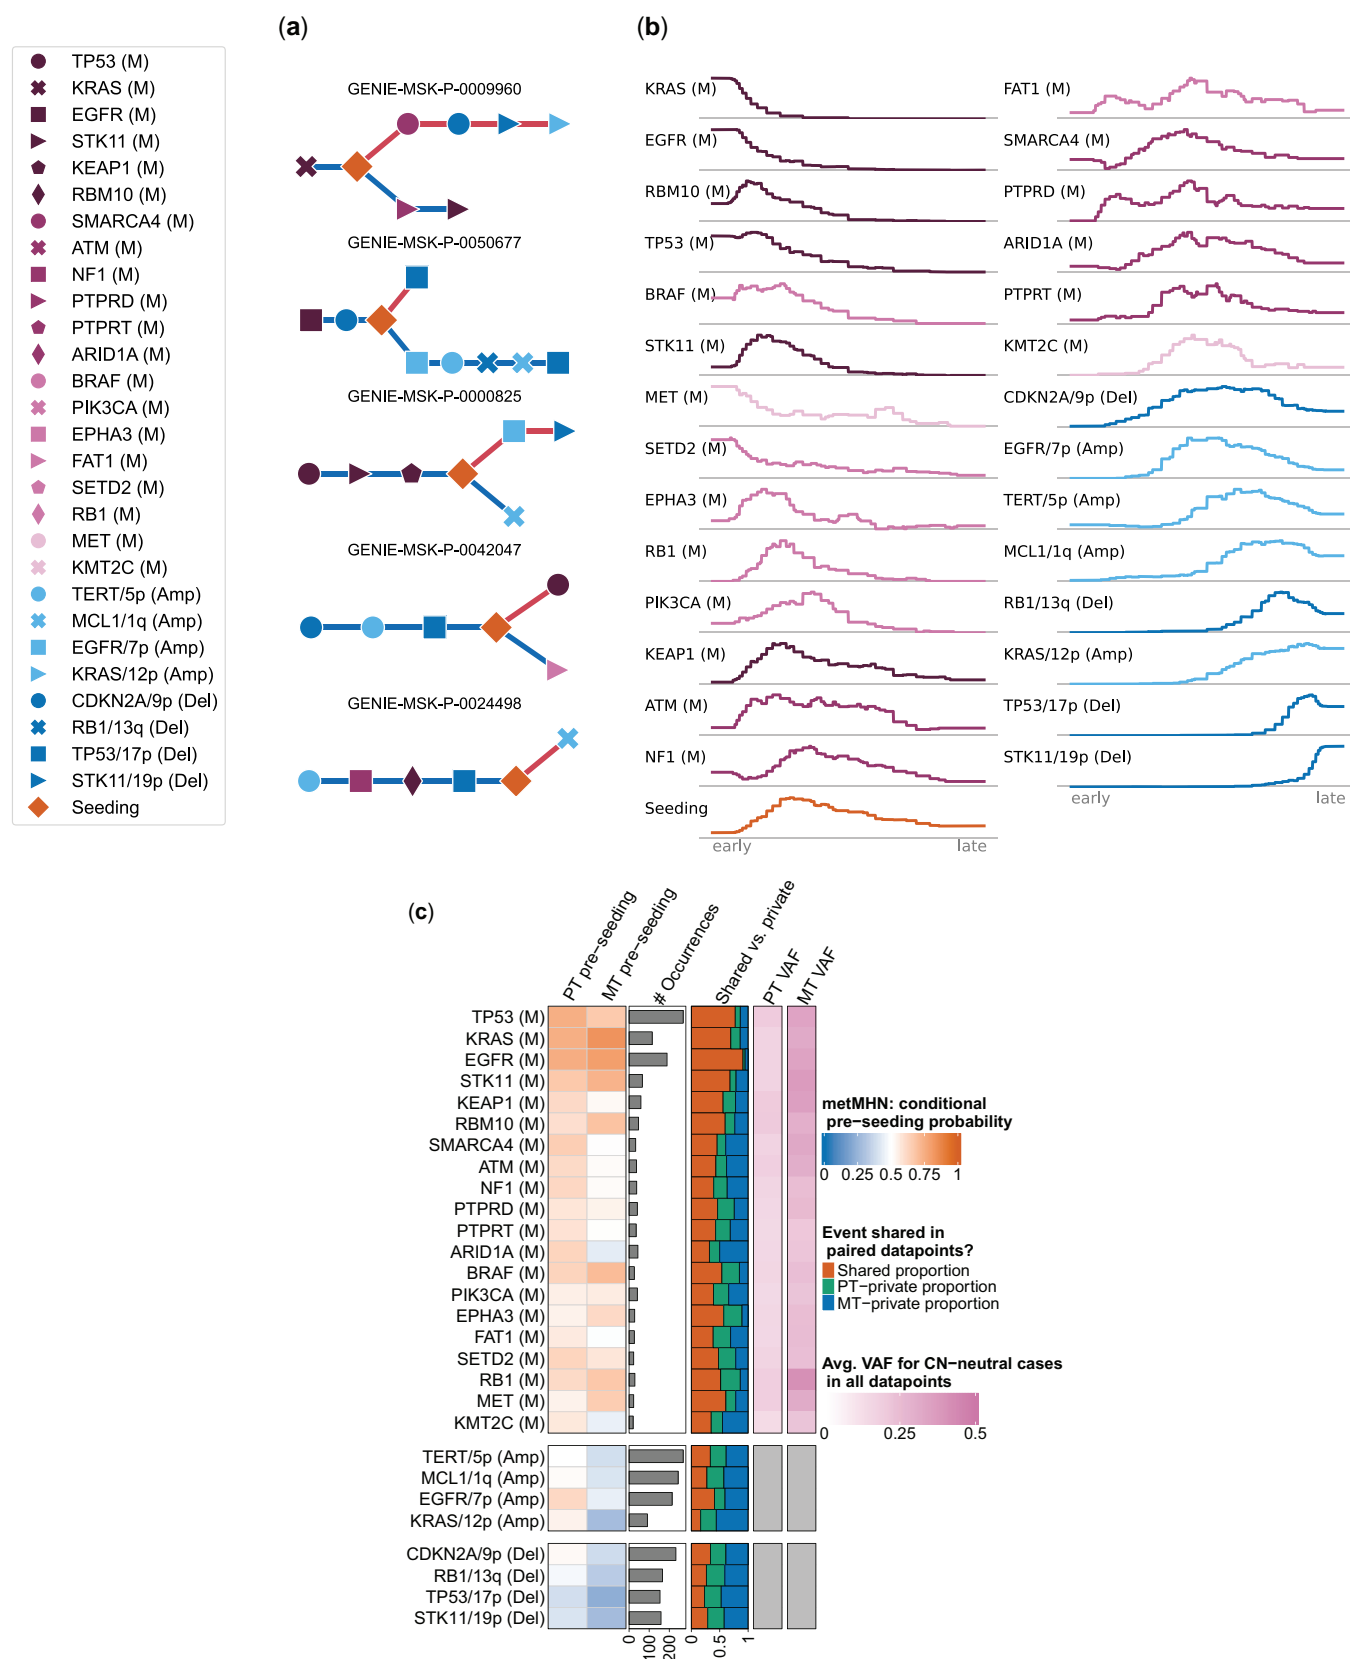 TP53 (M)
KRAS (M)
EGFR (M)
STK11 (M)
KEAP1 (M)
RBM10 (M)
SMARCA4 (M)
ATM (M)
NF1 (M)
PTPRD (M)
PTPRT (M)
ARID1A (M)
BRAF (M)
PIK3CA (M)
EPHA3 (M)
FAT1 (M)
SETD2 (M)
RB1 (M)
MET (M)
KMT2C (M)
TERT/5p (Amp)
MCL1/1q (Amp)
EGFR/7p (Amp)
KRAS/12p (Amp)
CDKN2A/9p (Del)
RB1/13q (Del)
TP53/17p (Del)
STK11/19p (Del)
Seeding
(a)
GENIE-MSK-P-0009960
GENIE-MSK-P-0050677
GENIE-MSK-P-0000825
GENIE-MSK-P-0042047
GENIE-MSK-P-0024498
(b)
KRAS (M)
EGFR (M)
RBM10 (M)
TP53 (M)
BRAF (M)
STK11 (M)
MET (M)
SETD2 (M)
EPHA3 (M)
RB1 (M)
PIK3CA (M)
KEAP1 (M)
ATM (M)
NF1 (M)
Seeding
early late
FAT1 (M)
SMARCA4 (M)
PTPRD (M)
ARID1A (M)
PTPRT (M)
KMT2C (M)
CDKN2A/9p (Del)
EGFR/7p (Amp)
TERT/5p (Amp)
MCL1/1q (Amp)
RB1/13q (Del)
KRAS/12p (Amp)
TP53/17p (Del)
STK11/19p (Del)
early late
(c)
PT pre−seeding
MT pre−seeding
# Occurrences
Shared vs. private
PT VAF
MT VAF
TP53 (M)
KRAS (M)
EGFR (M)
STK11 (M)
KEAP1 (M)
RBM10 (M)
SMARCA4 (M)
ATM (M)
NF1 (M)
PTPRD (M)
PTPRT (M)
ARID1A (M)
BRAF (M)
PIK3CA (M)
EPHA3 (M)
FAT1 (M)
SETD2 (M)
RB1 (M)
MET (M)
KMT2C (M)
TERT/5p (Amp)
MCL1/1q (Amp)
EGFR/7p (Amp)
KRAS/12p (Amp)
CDKN2A/9p (Del)
RB1/13q (Del)
TP53/17p (Del)
STK11/19p (Del)
0 100 200
0 0.5 1
metMHN: conditional
pre−seeding probability
0 0.25 0.5 0.75 1
Event shared in
paired datapoints?
Shared proportion
PT−private proportion
MT−private proportion
Avg. VAF for CN−neutral cases
in all datapoints
0 0.25 0.5